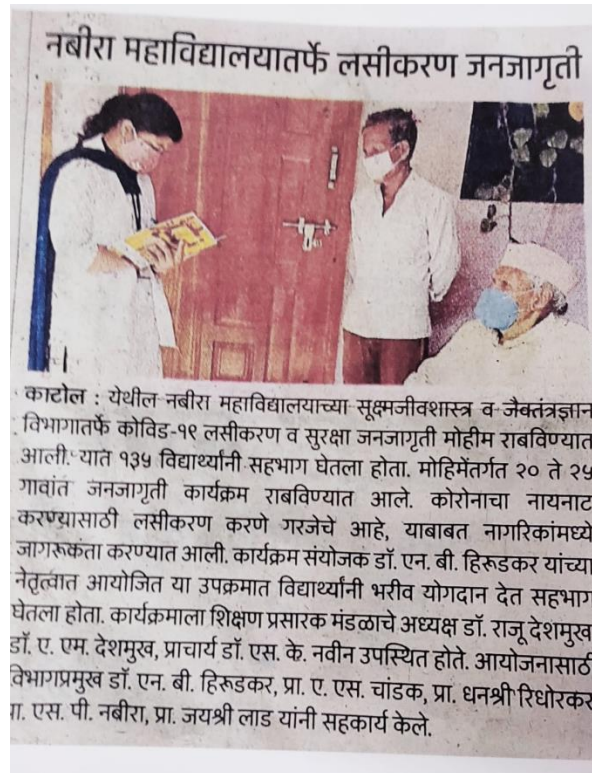 नबीरा महाविद्यालयातर्फे लसीकरण जनजागृती
काटोल : येथील नबीरा महाविद्यालयाच्या सूक्ष्मजीवशास्त्र व जैवतंत्रज्ञान
विभागातर्फे कोविड-१९ लसीकरण व सुरक्षा जनजागृती मोहीम राबविण्यात
आली. यात १३५ विद्यार्थ्यांनी सहभाग घेतला होता. मोहिमेंतर्गत २० ते २५
गावांत जनजागृती कार्यक्रम राबविण्यात आले. कोरोनाचा नायनाट
करण्यासाठी लसीकरण करणे गरजेचे आहे, याबाबत नागरिकांमध्ये
जागरूकता करण्यात आली. कार्यक्रम संयोजक डॉ. एन. बी. हिरूडकर यांच्या
नेतृत्वात आयोजित या उपक्रमात विद्यार्थ्यांनी भरीव योगदान देत सहभाग
घेतला होता. कार्यक्रमाला शिक्षण प्रसारक मंडळाचे अध्यक्ष डॉ. राजू देशमुख
डॉ. ए. एम. देशमुख, प्राचार्य डॉ. एस. के. नवीन उपस्थित होते. आयोजनासाठी
विभागप्रमुख डॉ. एन. बी. हिरूडकर, प्रा. ए. एस. चांडक, प्रा. धनश्री रिधोरकर
प्रा. एस. पी. नबीरा, प्रा. जयश्री लाड यांनी सहकार्य केले.